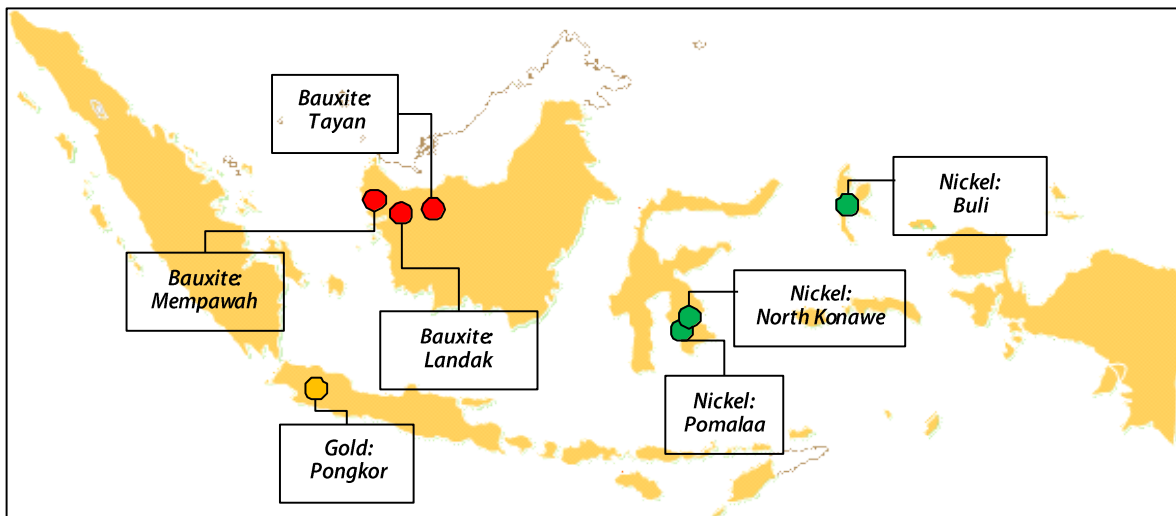 Bauxite:
Tayan
Nickel:
Buli
Bauxite:
Mempawah
Nickel:
North Konawe
Bauxite:
Landak
Nickel:
Pomalaa
Gold:
Pongkor